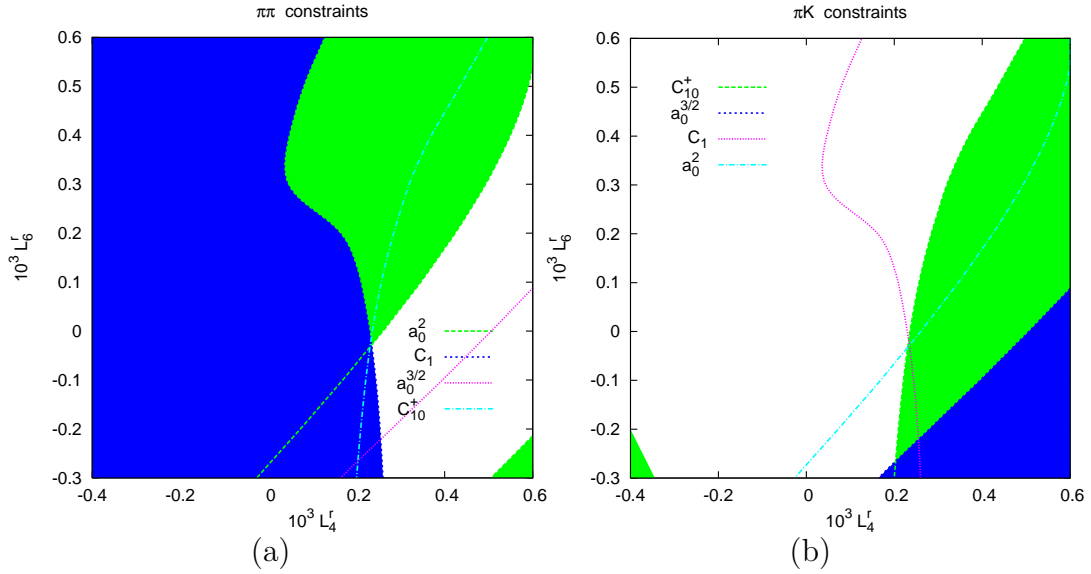 ππ constraints
0.6
0.5
0.4
0.3
0.2
0.1
0
-0.1
-0.2
-0.3
10³ L₆ʳ
-0.4
-0.2
0
0.2
0.4
0.6
10³ L₄ʳ
a₀²
C₁
a₀^{3/2}
C₁₀⁺
(a)
πK constraints
0.6
0.5
0.4
0.3
0.2
0.1
0
-0.1
-0.2
-0.3
10³ L₆ʳ
C₁₀⁺
a₀^{3/2}
C₁
a₀²
-0.4
-0.2
0
0.2
0.4
0.6
10³ L₄ʳ
(b)